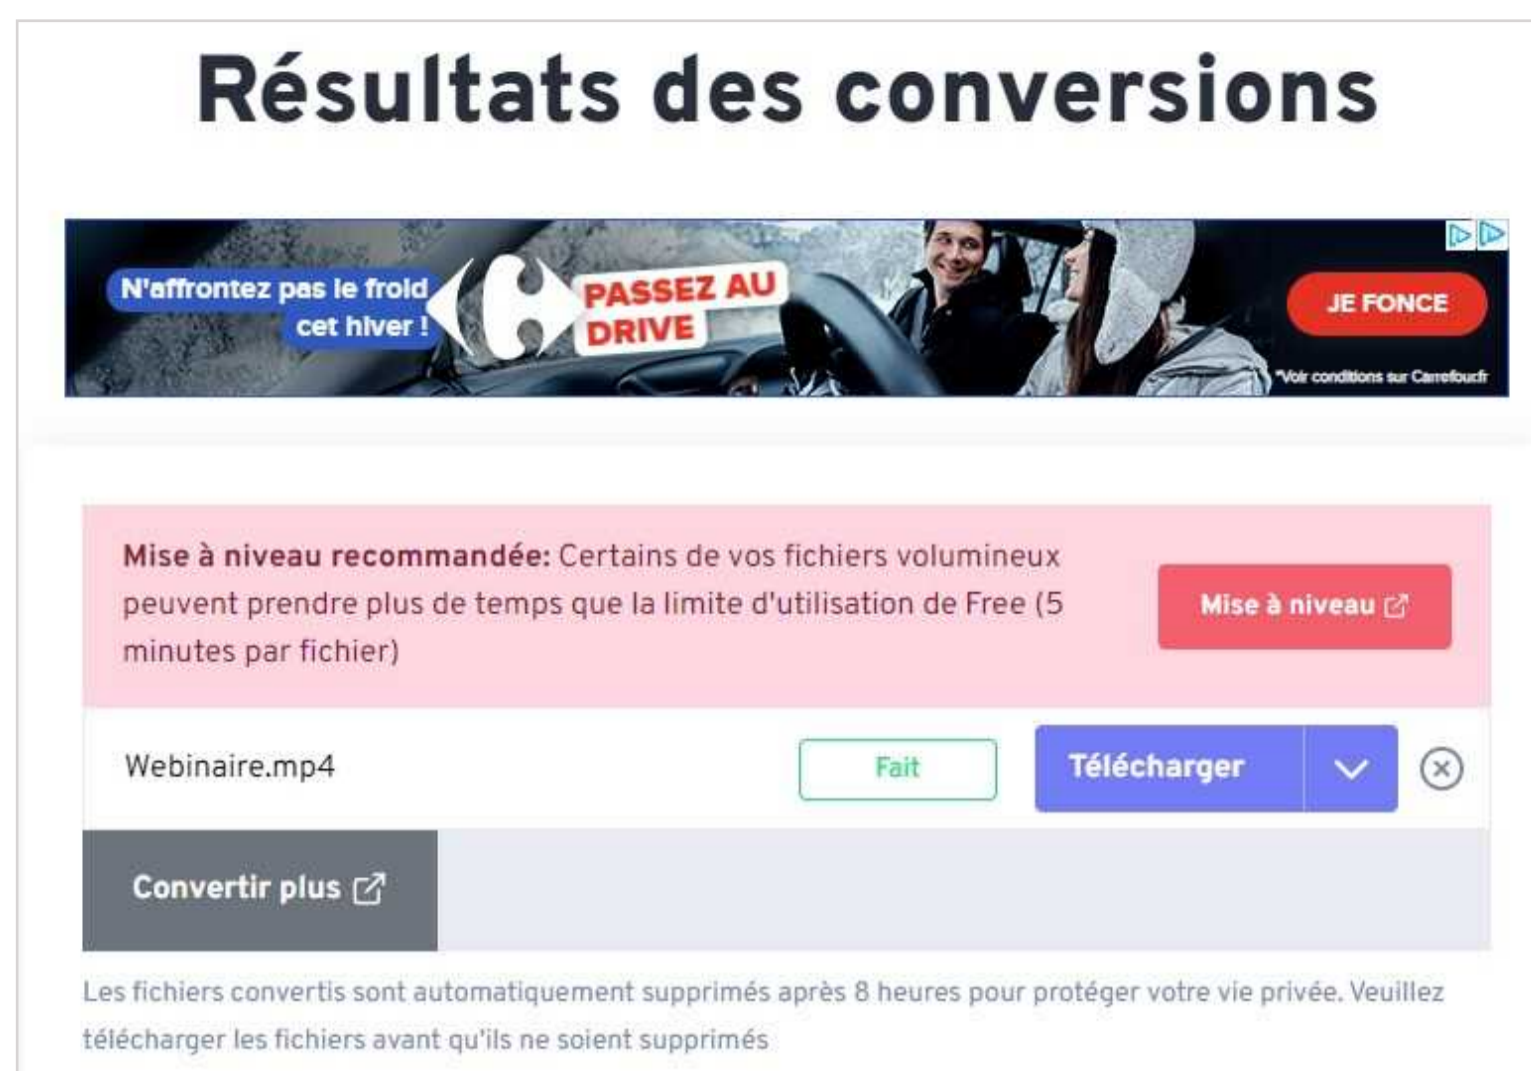 Résultats des conversions
N'affrontez pas le froid
cet hiver !
PASSEZ AU
DRIVE
JE FONCE
*Voir conditions sur Carrefour.fr
Mise à niveau recommandée: Certains de vos fichiers volumineux
peuvent prendre plus de temps que la limite d'utilisation de Free (5
minutes par fichier)
Mise à niveau
Webinaire.mp4
Fait
Télécharger
Convertir plus
Les fichiers convertis sont automatiquement supprimés après 8 heures pour protéger votre vie privée. Veuillez
télécharger les fichiers avant qu'ils ne soient supprimés